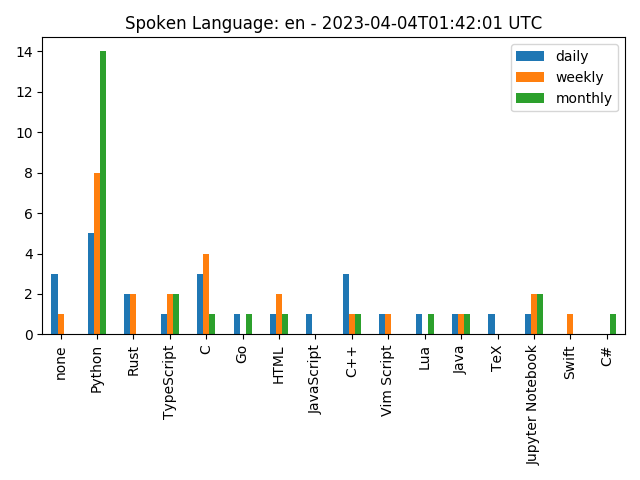 Spoken Language: en - 2023-04-04T01:42:01 UTC
daily
weekly
monthly
14
12
10
8
6
4
2
0
none
Python
Rust
TypeScript
C
Go
HTML
JavaScript
C++
Vim Script
Lua
Java
TeX
Jupyter Notebook
Swift
C#